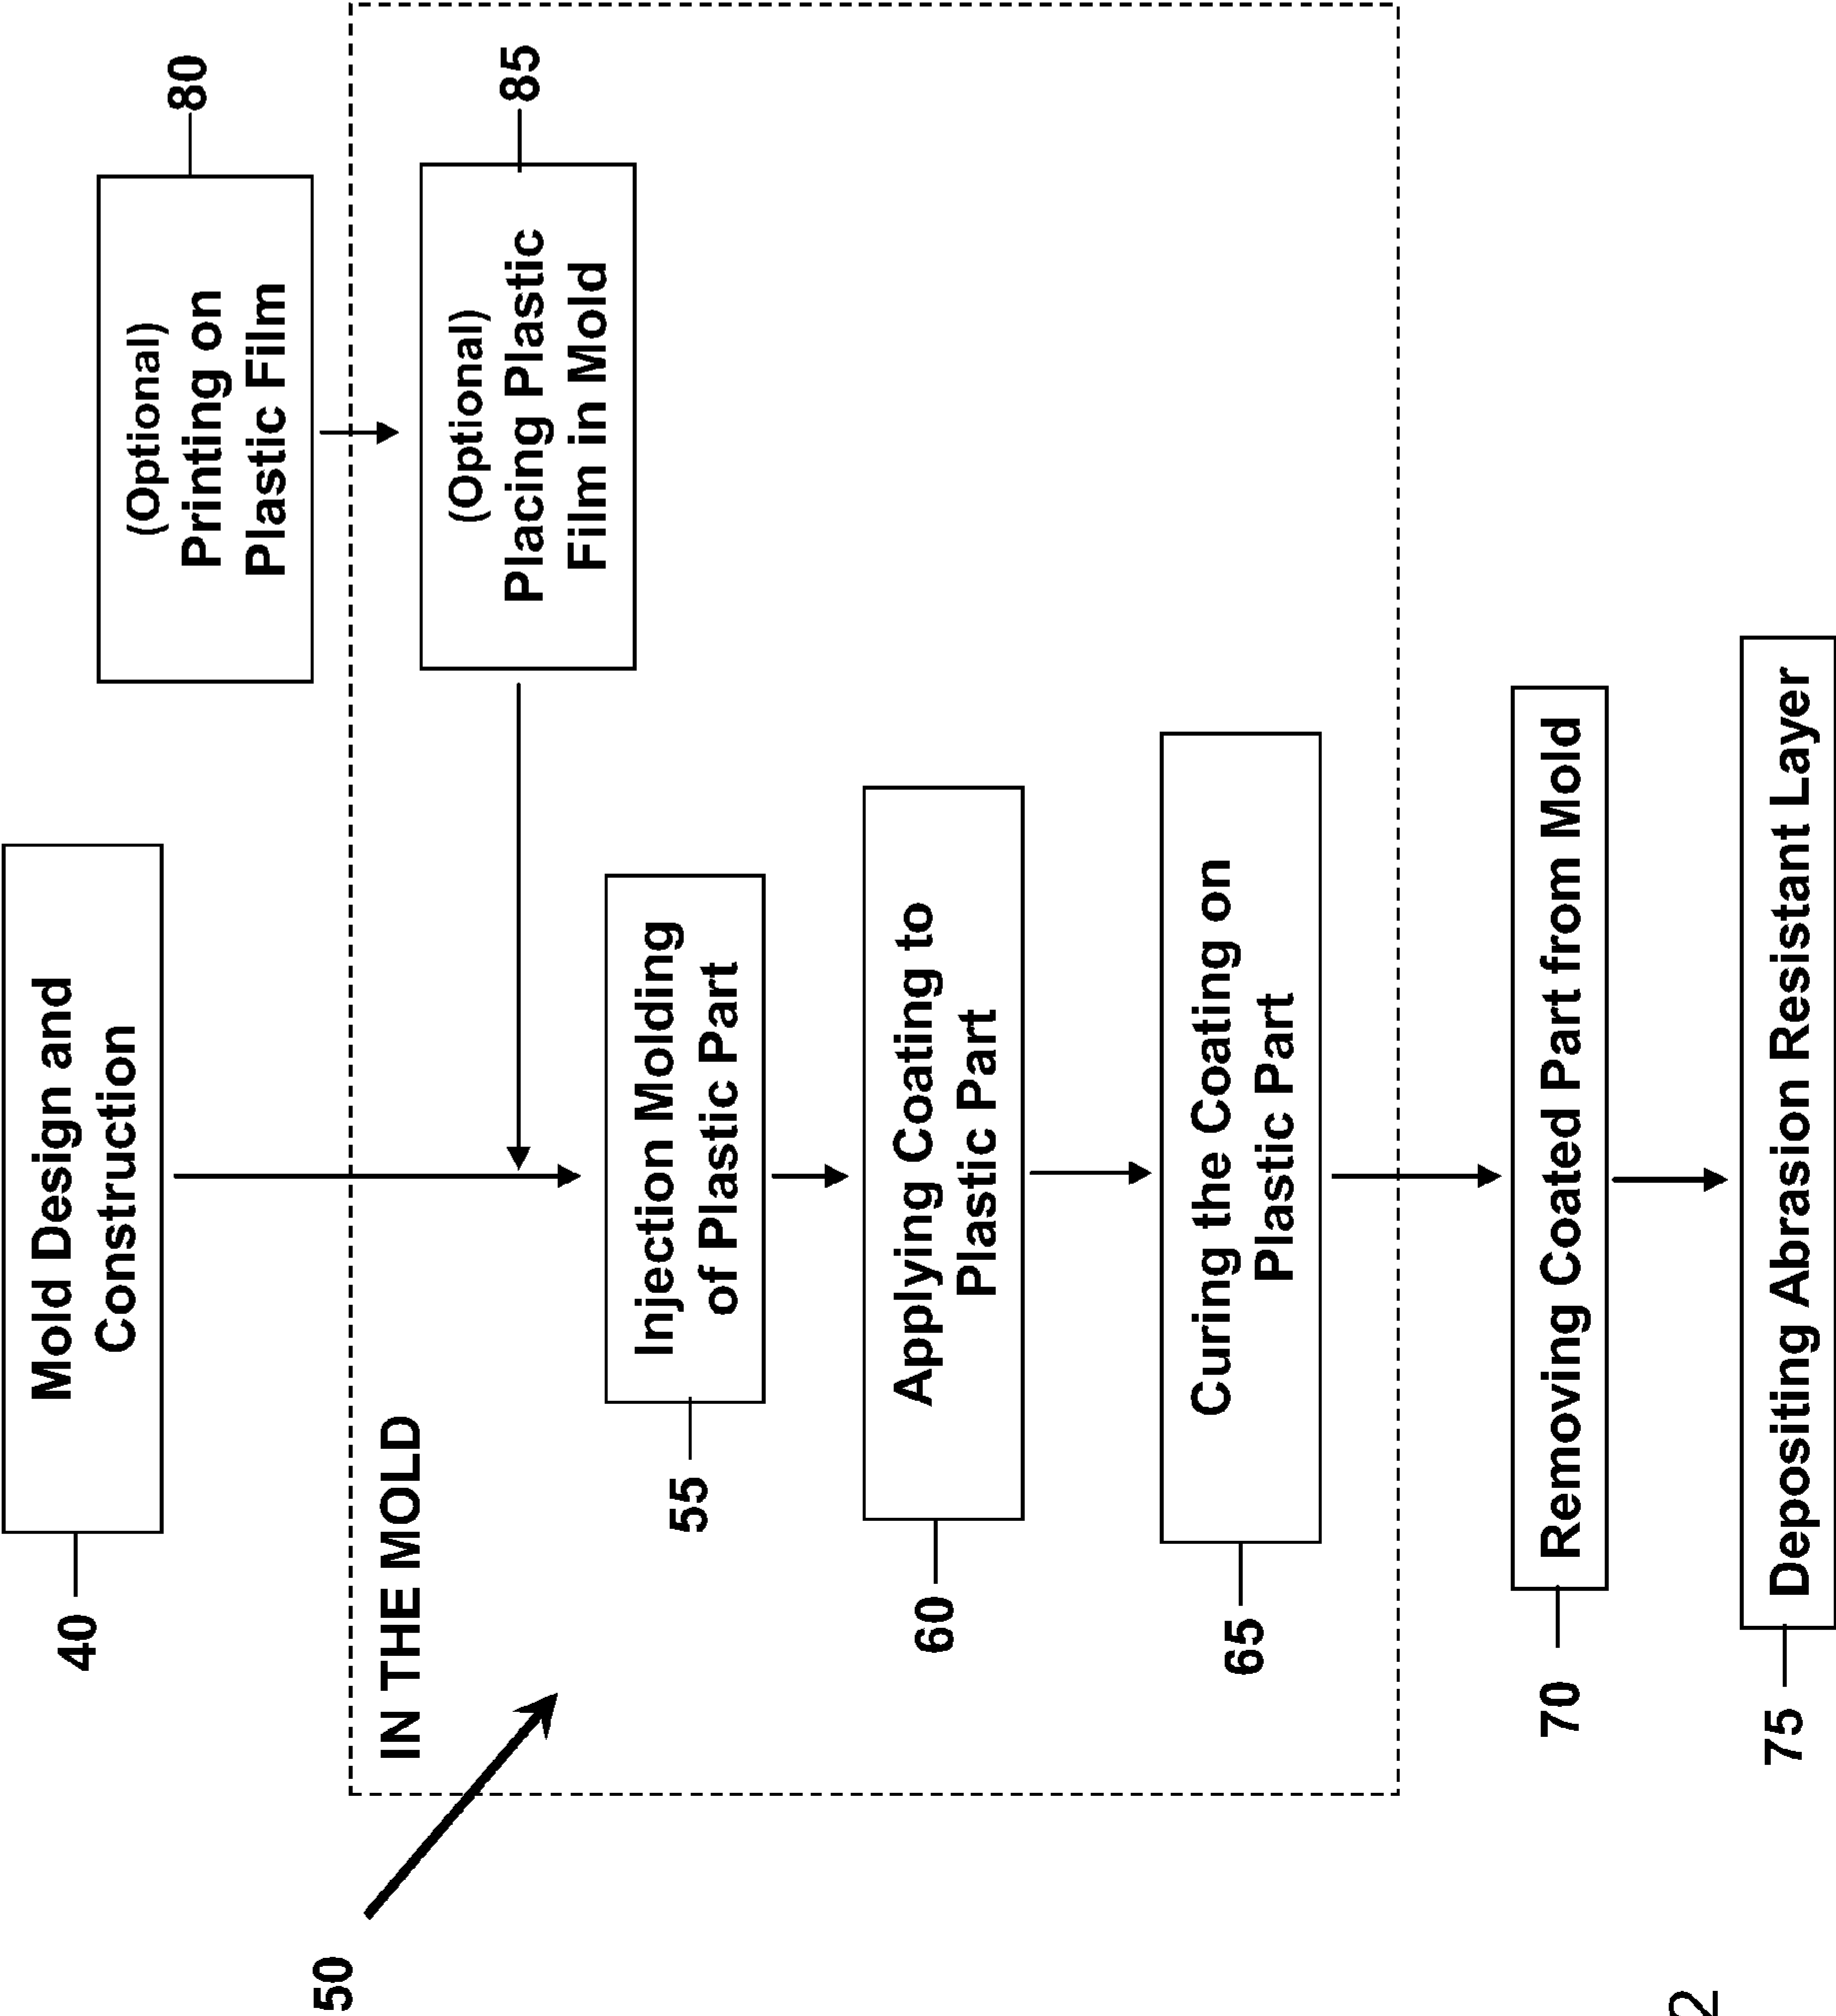 40
Mold Design and
Construction
80
(Optional)
Printing on
Plastic Film
50
IN THE MOLD
85
(Optional)
Placing Plastic
Film in Mold
55
Injection Molding
of Plastic Part
60
Applying Coating to
Plastic Part
65
Curing the Coating on
Plastic Part
70
Removing Coated Part from Mold
75
Depositing Abrasion Resistant Layer
2